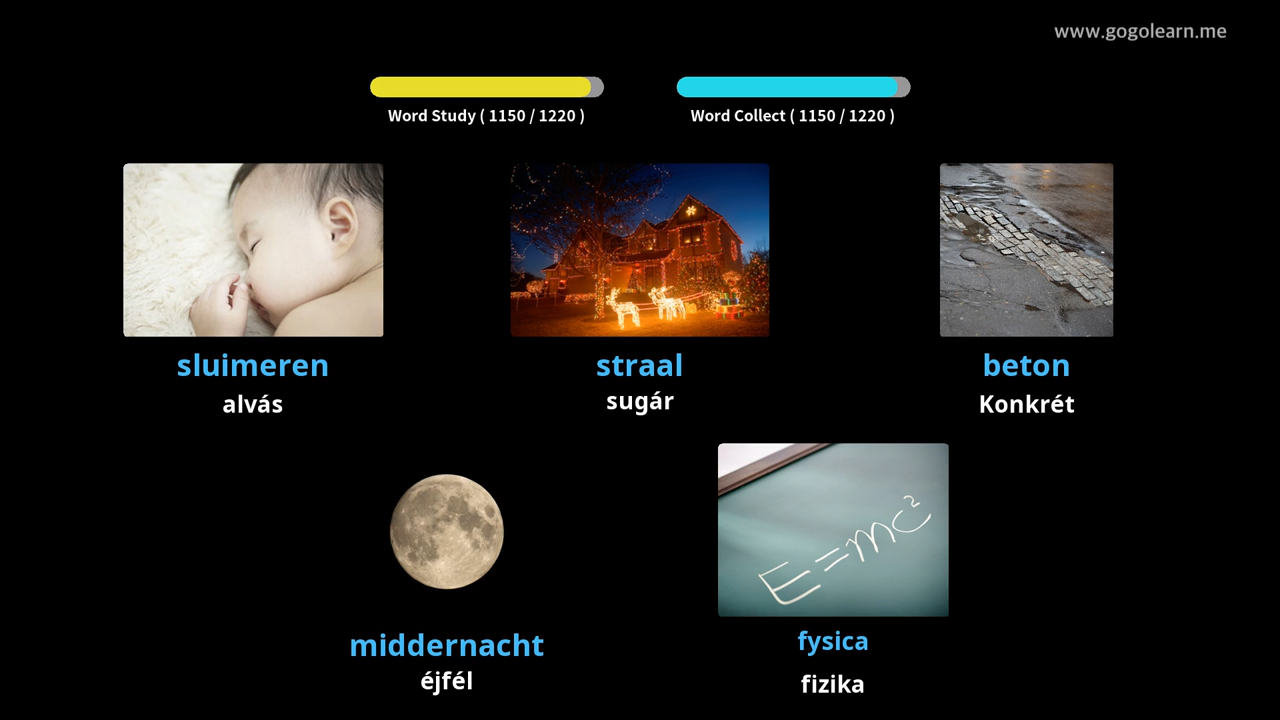 www.gogolearn.me
Word Study ( 1150 / 1220 )
Word Collect ( 1150 / 1220 )
sluimeren
alvás
straal
sugár
beton
Konkrét
middernacht
éjfél
fysica
fizika
E=mc²